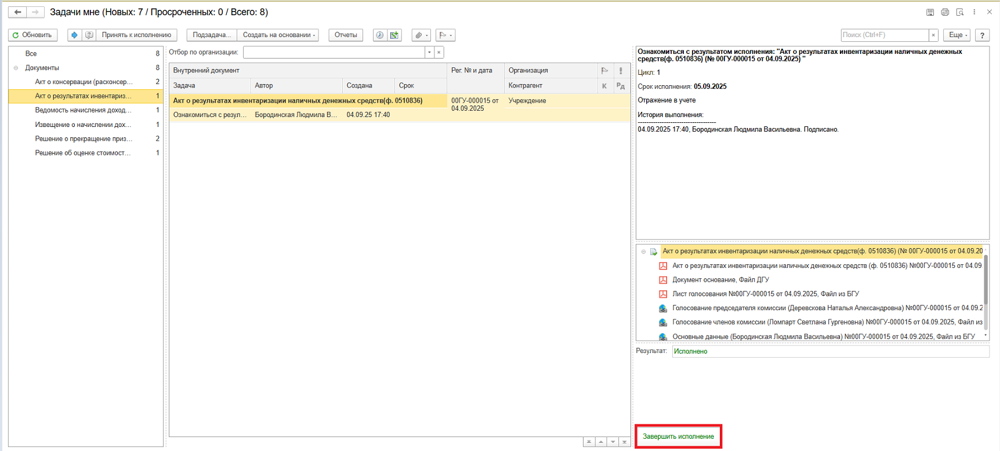 Задачи мне (Новых: 7 / Просроченных: 0 / Всего: 8)
Обновить
Принять к исполнению
Подзадача...
Создать на основании
Отчеты
Поиск (Ctrl+F)
×
Еще
?
Все 8
Документы 8
Акт о консервации (расконсер... 2
Акт о результатах инвентариз... 1
Ведомость начисления доход... 1
Извещение о начислении дох... 1
Решение о прекращение приз... 2
Решение об оценке стоимост... 1
Отбор по организации:
Внутренний документ
Рег. № и дата
Организация
Задача
Автор
Создана
Срок
Контрагент
К
Рд
Акт о результатах инвентаризации наличных денежных средств(ф. 0510836)
00ГУ-000015 от
04.09.2025
Учреждение
Ознакомиться с резул...
Бородинская Людмила В...
04.09.25 17:40
Ознакомиться с результатом исполнения: "Акт о результатах инвентаризации наличных денежных
средств(ф. 0510836) (№ 00ГУ-000015 от 04.09.2025) "
Цикл: 1
Срок исполнения: 05.09.2025
Отражение в учете
История выполнения:
------------------------------------
04.09.2025 17:40, Бородинская Людмила Васильевна. Подписано.
Акт о результатах инвентаризации наличных денежных средств(ф. 0510836) (№ 00ГУ-000015 от 04.09.20
Акт о результатах инвентаризации наличных денежных средств (ф. 0510836) №00ГУ-000015 от 04.09.
Документ основание, Файл ДГУ
Лист голосования №00ГУ-000015 от 04.09.2025, Файл из БГУ
Голосование председателя комиссии (Деревскова Наталья Александровна) №00ГУ-000015 от 04.09.2
Голосование членов комиссии (Ломпарт Светлана Гургеновна) №00ГУ-000015 от 04.09.2025, Файл из
Основные данные (Бородинская Людмила Васильевна) №00ГУ-000015 от 04.09.2025, Файл из БГУ
Результат: Исполнено
Завершить исполнение